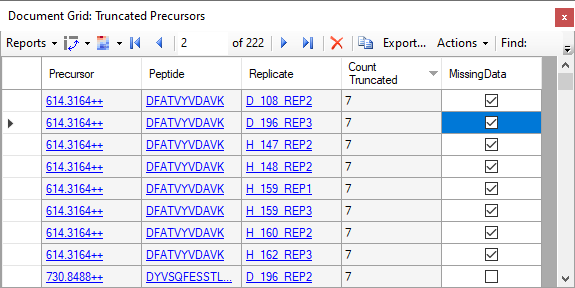 Document Grid: Truncated Precursors x
Reports 2 of 222 Export... Actions Find:
Precursor Peptide Replicate Count Truncated MissingData
614.3164++ DFATVYVDAVK D_108_REP2 7
614.3164++ DFATVYVDAVK D_196_REP3 7
614.3164++ DFATVYVDAVK H_147_REP2 7
614.3164++ DFATVYVDAVK H_148_REP2 7
614.3164++ DFATVYVDAVK H_159_REP1 7
614.3164++ DFATVYVDAVK H_159_REP3 7
614.3164++ DFATVYVDAVK H_160_REP2 7
614.3164++ DFATVYVDAVK H_162_REP3 7
730.8488++ DYVSQFESSTL... D_196_REP2 7